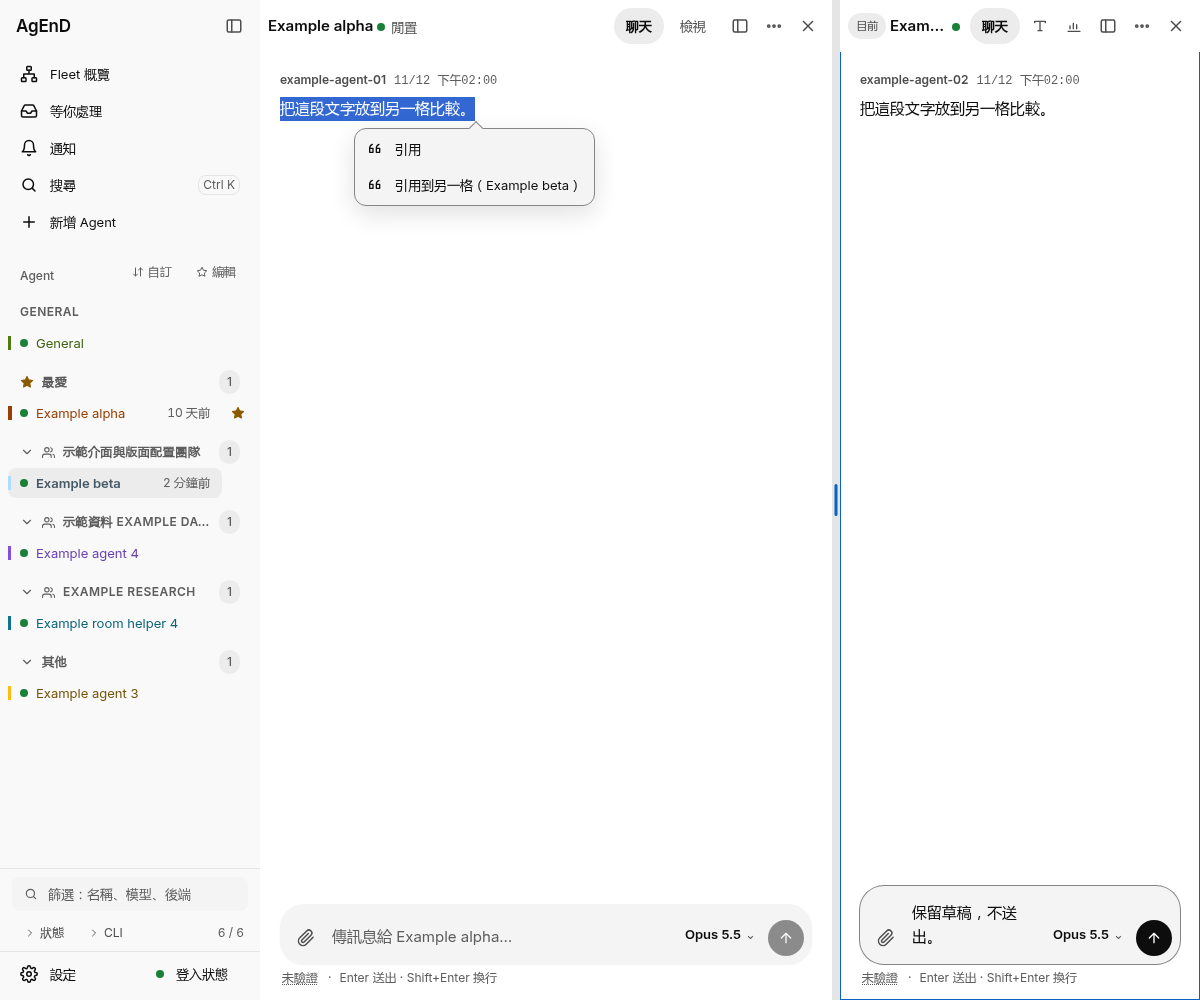 AgEnD
Fleet 概覽
等你處理
通知
搜尋 Ctrl K
新增 Agent
Agent 自訂 編輯
GENERAL
General
最愛 1
Example alpha 10 天前
示範介面與版面配置團隊 1
Example beta 2 分鐘前
示範資料 EXAMPLE DA... 1
Example agent 4
EXAMPLE RESEARCH 1
Example room helper 4
其他 1
Example agent 3
篩選：名稱、模型、後端
狀態 CLI 6 / 6
設定 登入狀態
Example alpha 閒置 聊天 檢視
example-agent-01 11/12 下午02:00
把這段文字放到另一格比較。
引用
引用到另一格（Example beta）
傳訊息給 Example alpha... Opus 5.5
未驗證 · Enter 送出 · Shift+Enter 換行
目前 Exam... 聊天
example-agent-02 11/12 下午02:00
把這段文字放到另一格比較。
保留草稿，不送
出。 Opus 5.5
未驗證 · Enter 送出 · Shift+Enter 換行